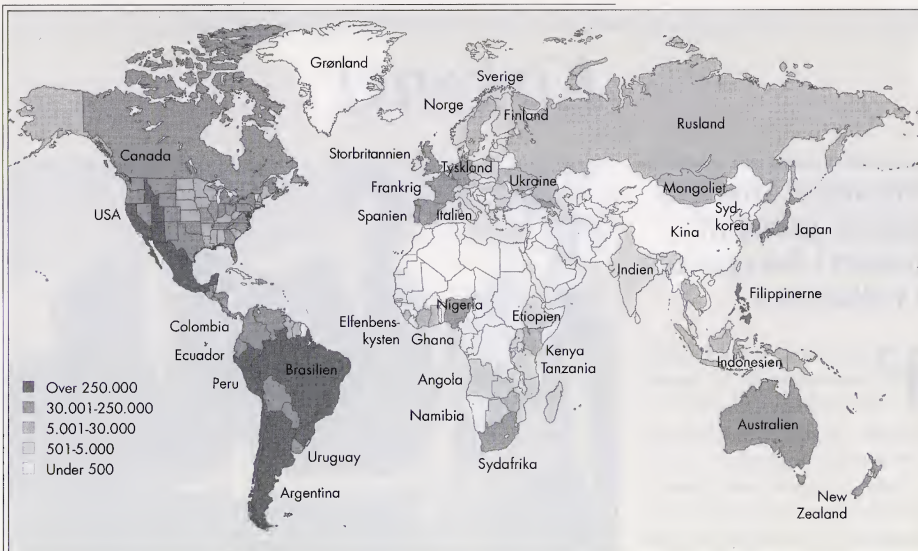 Grønland
Sverige
Norge
Finland
Rusland
Canada
Storbritannien
Tyskland
Ukraine
Mongoliet
Frankrig
USA
Spanien
Italien
Syd-
korea
Japan
Kina
Indien
Filippinerne
Nigeria
Etiopien
Colombia
Elfenbens-
kysten
Ghana
Ecuador
Kenya
Tanzania
Indonesien
Peru
Brasilien
Angola
Namibia
Australien
Sydafrika
Uruguay
Argentina
New
Zealand
Over 250.000
30.001-250.000
5.001-30.000
501-5.000
Under 500